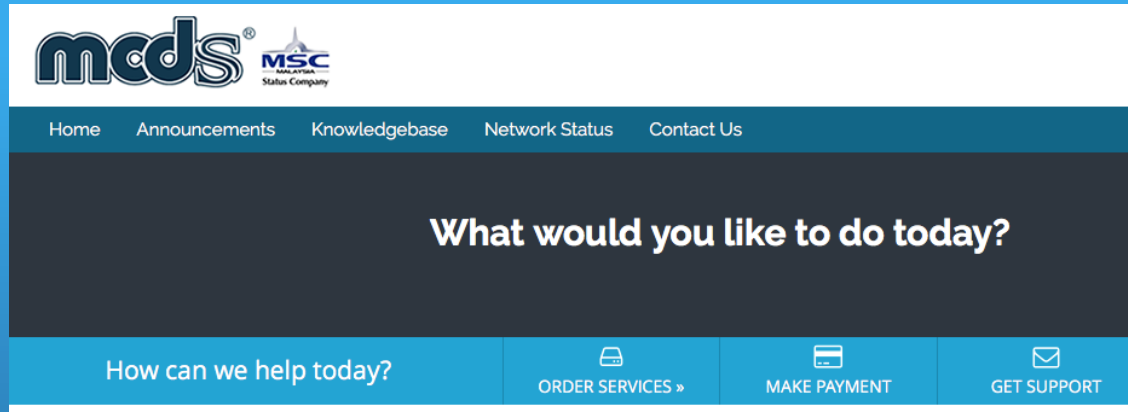 mcds®
MSC
MALAYSIA
Status Company
Home Announcements Knowledgebase Network Status Contact Us
What would you like to do today?
How can we help today?
ORDER SERVICES »
MAKE PAYMENT
GET SUPPORT